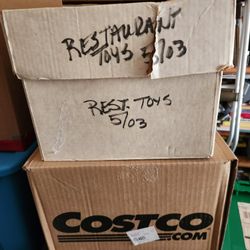 RESTAURANT
TOYS 5/03
REST. TOYS
5/03
COSTCO
.COM